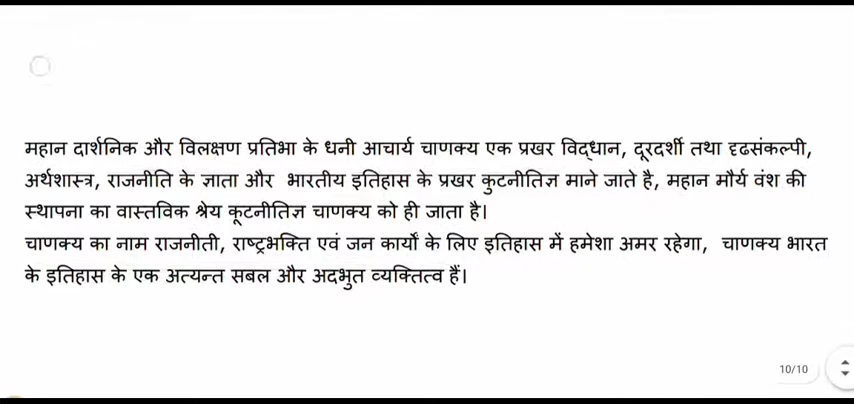 महान दार्शनिक और विलक्षण प्रतिभा के धनी आचार्य चाणक्य एक प्रखर विद्धान, दूरदर्शी तथा दृढसंकल्पी,
अर्थशास्त्र, राजनीति के ज्ञाता और भारतीय इतिहास के प्रखर कुटनीतिज्ञ माने जाते है, महान मौर्य वंश की
स्थापना का वास्तविक श्रेय कूटनीतिज्ञ चाणक्य को ही जाता है।
चाणक्य का नाम राजनीती, राष्ट्रभक्ति एवं जन कार्यों के लिए इतिहास में हमेशा अमर रहेगा, चाणक्य भारत
के इतिहास के एक अत्यन्त सबल और अदभुत व्यक्तित्व हैं।
10/10